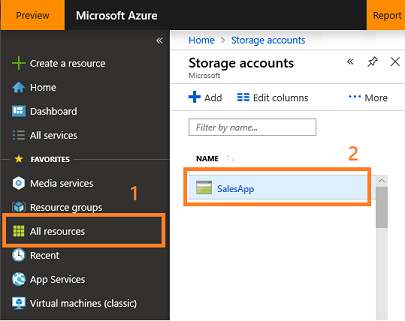 Preview Microsoft Azure Report
«
Create a resource
Home
Dashboard
All services
FAVORITES
Media services
1
Resource groups
All resources
Recent
App Services
Virtual machines (classic)
Home > Storage accounts
Storage accounts «
Microsoft
Add Edit columns ··· More
Filter by name...
NAME ↑↓
2
SalesApp